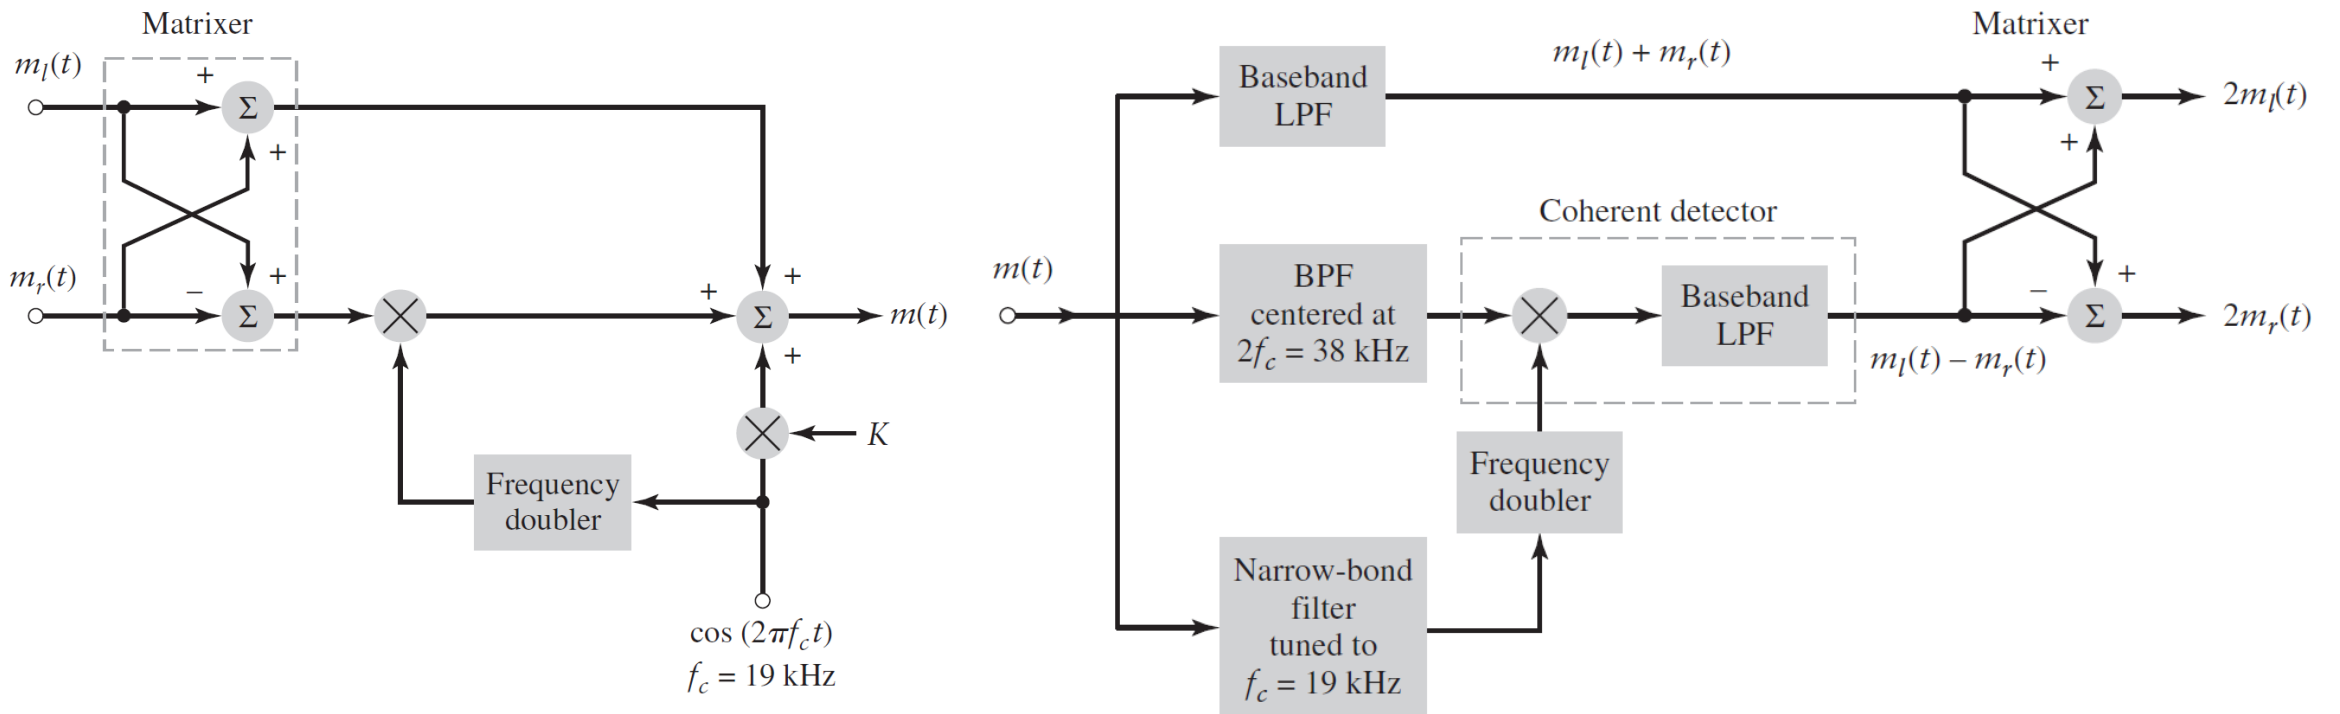 Matrixer
m_l(t)
+
Σ
+
m_r(t)
–
+
Σ
+
+
Σ
m(t)
+
K
Frequency
doubler
cos (2πf_ct)
f_c = 19 kHz
Matrixer
m_l(t) + m_r(t)
+
Baseband
LPF
Σ
2m_l(t)
+
Coherent detector
m(t)
BPF
centered at
2f_c = 38 kHz
Baseband
LPF
+
–
Σ
2m_r(t)
m_l(t) – m_r(t)
Frequency
doubler
Narrow-bond
filter
tuned to
f_c = 19 kHz